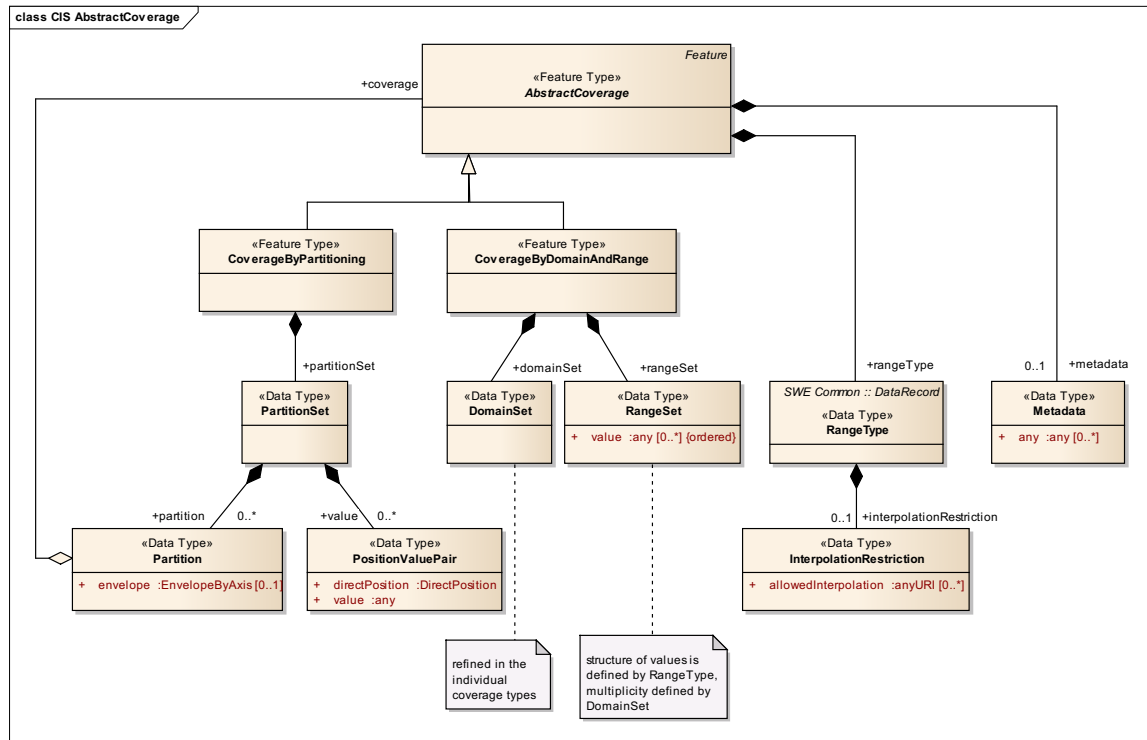 class CIS AbstractCoverage
Feature
«Feature Type»
AbstractCoverage
+coverage
«Feature Type»
CoverageByPartitioning
«Feature Type»
CoverageByDomainAndRange
+partitionSet
+domainSet
+rangeSet
+rangeType
0..1
+metadata
«Data Type»
PartitionSet
«Data Type»
DomainSet
«Data Type»
RangeSet
+ value :any [0..*] {ordered}
SWE Common :: DataRecord
«Data Type»
RangeType
«Data Type»
Metadata
+ any :any [0..*]
+partition
0..*
+value
0..*
0..1
+interpolationRestriction
«Data Type»
Partition
+ envelope :EnvelopeByAxis [0..1]
«Data Type»
PositionValuePair
+ directPosition :DirectPosition
+ value :any
«Data Type»
InterpolationRestriction
+ allowedInterpolation :anyURI [0..*]
refined in the
individual
coverage types
structure of values is
defined by RangeType,
multiplicity defined by
DomainSet